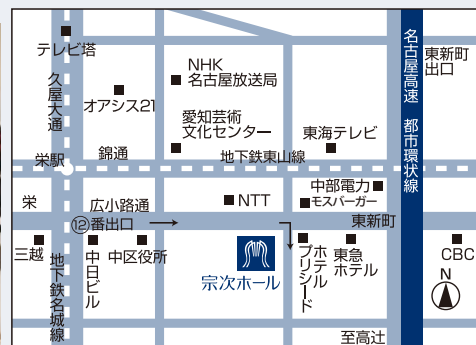 テレビ塔
NHK
名古屋放送局
名古屋高速 都市環状線
東新町
出口
久屋大通
オアシス21
愛知芸術
文化センター
東海テレビ
栄駅
錦通
地下鉄東山線
栄
広小路通
NTT
中部電力
モスバーガー
⑫番出口
東新町
三越
地下鉄名城線
中日ビル
中区役所
宗次ホール
ホテル
プリシード
東急
ホテル
CBC
N
至高辻